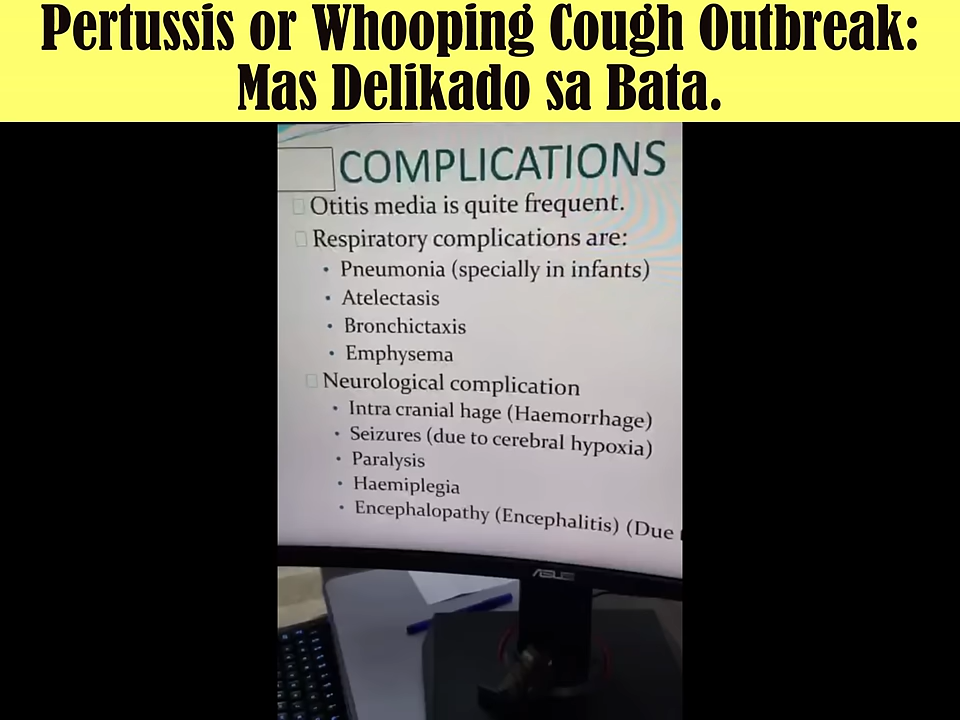 Pertussis or Whooping Cough Outbreak:
Mas Delikado sa Bata.
COMPLICATIONS
Otitis media is quite frequent.
Respiratory complications are:
• Pneumonia (specially in infants)
• Atelectasis
• Bronchictaxis
• Emphysema
Neurological complication
• Intra cranial hage (Haemorrhage)
• Seizures (due to cerebral hypoxia)
• Paralysis
• Haemiplegia
• Encephalopathy (Encephalitis) (Due
ASUS